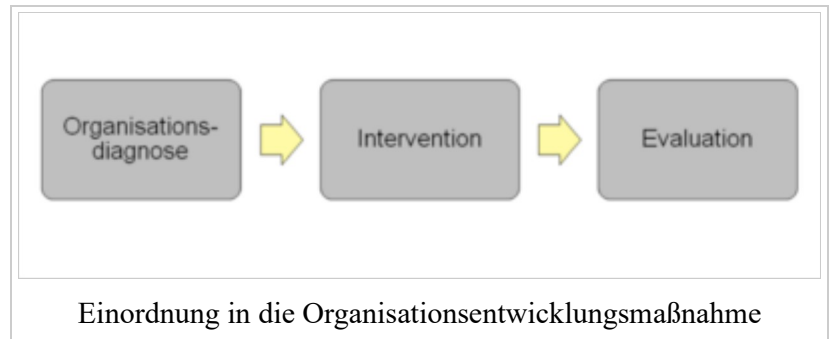 Organisations-
diagnose
Intervention
Evaluation
Einordnung in die Organisationsentwicklungsmaßnahme